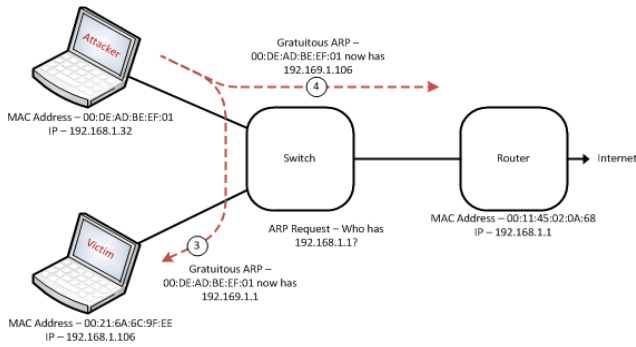 Attacker
MAC Address – 00:DE:AD:BE:EF:01
IP – 192.168.1.32
Gratuitous ARP –
00:DE:AD:BE:EF:01 now has
192.169.1.106
4
Switch
Router
Internet
ARP Request – Who has
192.168.1.1?
MAC Address – 00:11:45:02:0A:68
IP – 192.168.1.1
Victim
3
Gratuitous ARP –
00:DE:AD:BE:EF:01 now has
192.169.1.1
MAC Address – 00:21:6A:6C:9F:EE
IP – 192.168.1.106